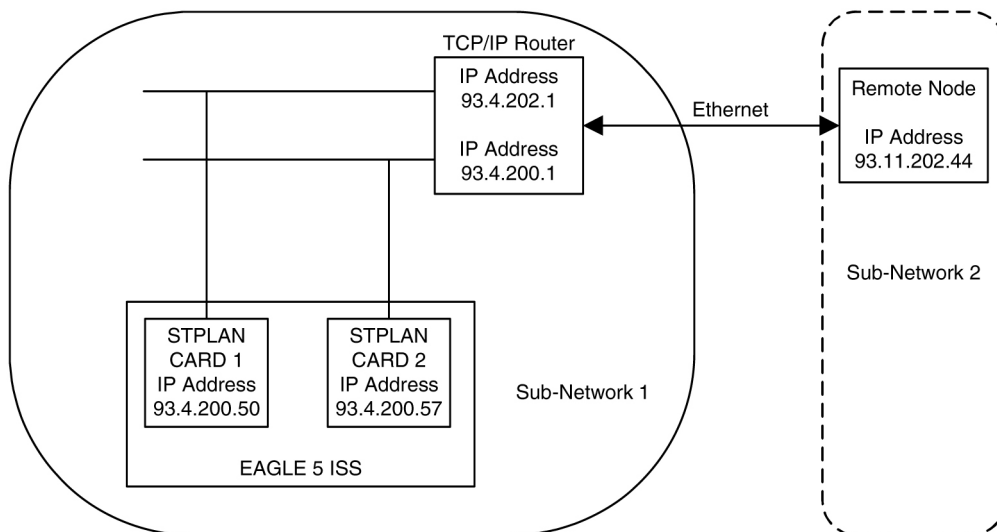 TCP/IP Router
IP Address
93.4.202.1
IP Address
93.4.200.1
Ethernet
Remote Node
IP Address
93.11.202.44
Sub-Network 2
STPLAN
CARD 1
IP Address
93.4.200.50
STPLAN
CARD 2
IP Address
93.4.200.57
Sub-Network 1
EAGLE 5 ISS